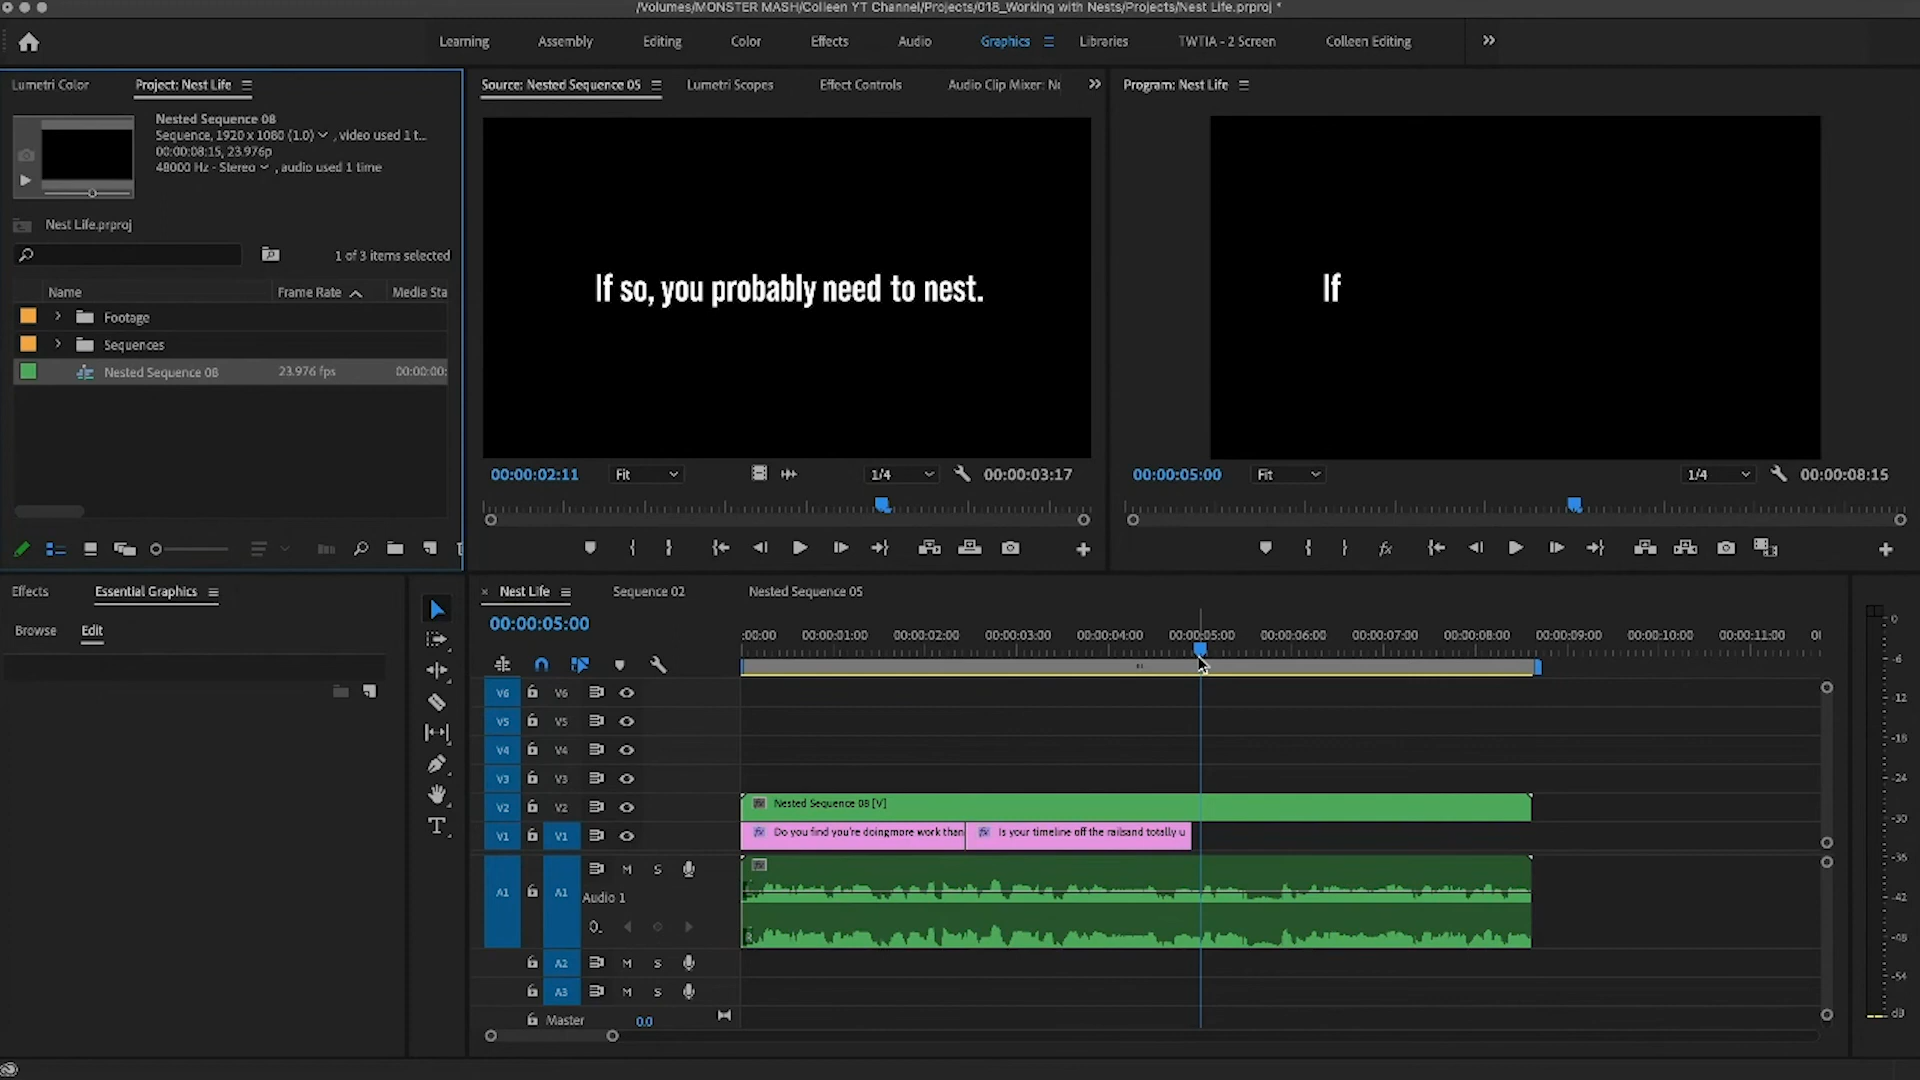 /Volumes/MONSTER MASH/Colleen YT Channel/Projects/018_Working with Nests/Projects/Nest Life.prproj *
Learning Assembly Editing Color Effects Audio Graphics Libraries TWTIA - 2 Screen Colleen Editing
Lumetri Color Project: Nest Life
Nested Sequence 08
Sequence, 1920 x 1080 (1.0) , video used 1 t...
00:00:08:15, 23.976p
48000 Hz - Stereo , audio used 1 time
Nest Life.prproj
1 of 3 items selected
Name Frame Rate Media Sta
Footage
Sequences
Nested Sequence 08 23.976 fps 00:00:00:
Source: Nested Sequence 05 Lumetri Scopes Effect Controls Audio Clip Mixer: Ne
If so, you probably need to nest.
00:00:02:11 Fit 1/4 00:00:03:17
Program: Nest Life
If
00:00:05:00 Fit 1/4 00:00:08:15
Effects Essential Graphics
Browse Edit
Nest Life Sequence 02 Nested Sequence 05
00:00:05:00
:00:00 00:00:01:00 00:00:02:00 00:00:03:00 00:00:04:00 00:00:05:00 00:00:06:00 00:00:07:00 00:00:08:00 00:00:09:00 00:00:10:00 00:00:11:00
V6 V6
V5 V5
V4 V4
V3 V3
V2 V2 fx Nested Sequence 08 [V]
V1 V1 fx Do you find you're doingmore work than fx Is your timeline off the railsand totally u
A1 A1 M S
Audio 1
A2 M S
A3 M S
Master 0.0
0
-6
-12
-18
-24
-30
-36
-42
-48
-54
dB